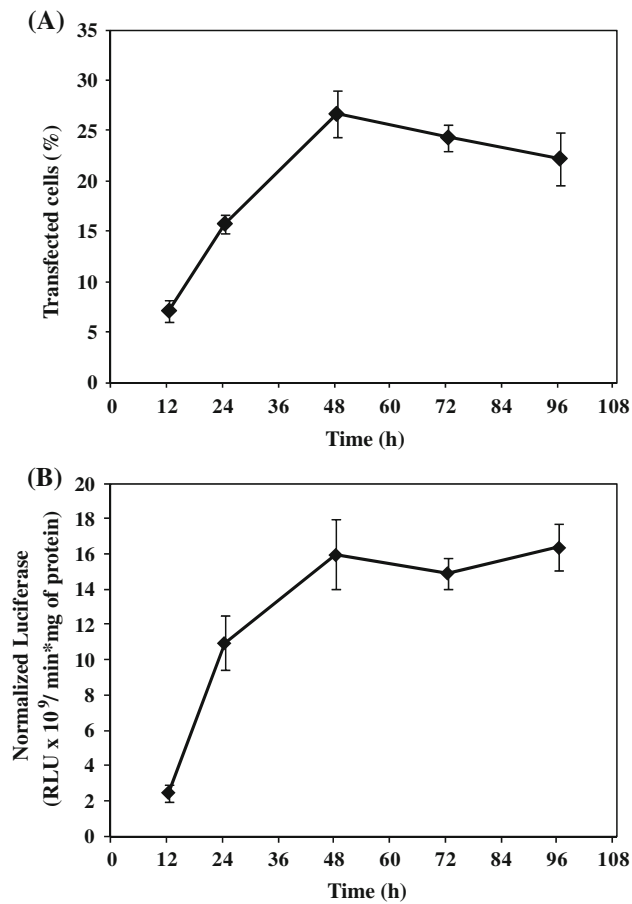 (A)
Transfected cells (%)
35
30
25
20
15
10
5
0
0 12 24 36 48 60 72 84 96 108
Time (h)
(B)
Normalized Luciferase
(RLU x 10⁹/ min*mg of protein)
20
18
16
14
12
10
8
6
4
2
0
0 12 24 36 48 60 72 84 96 108
Time (h)